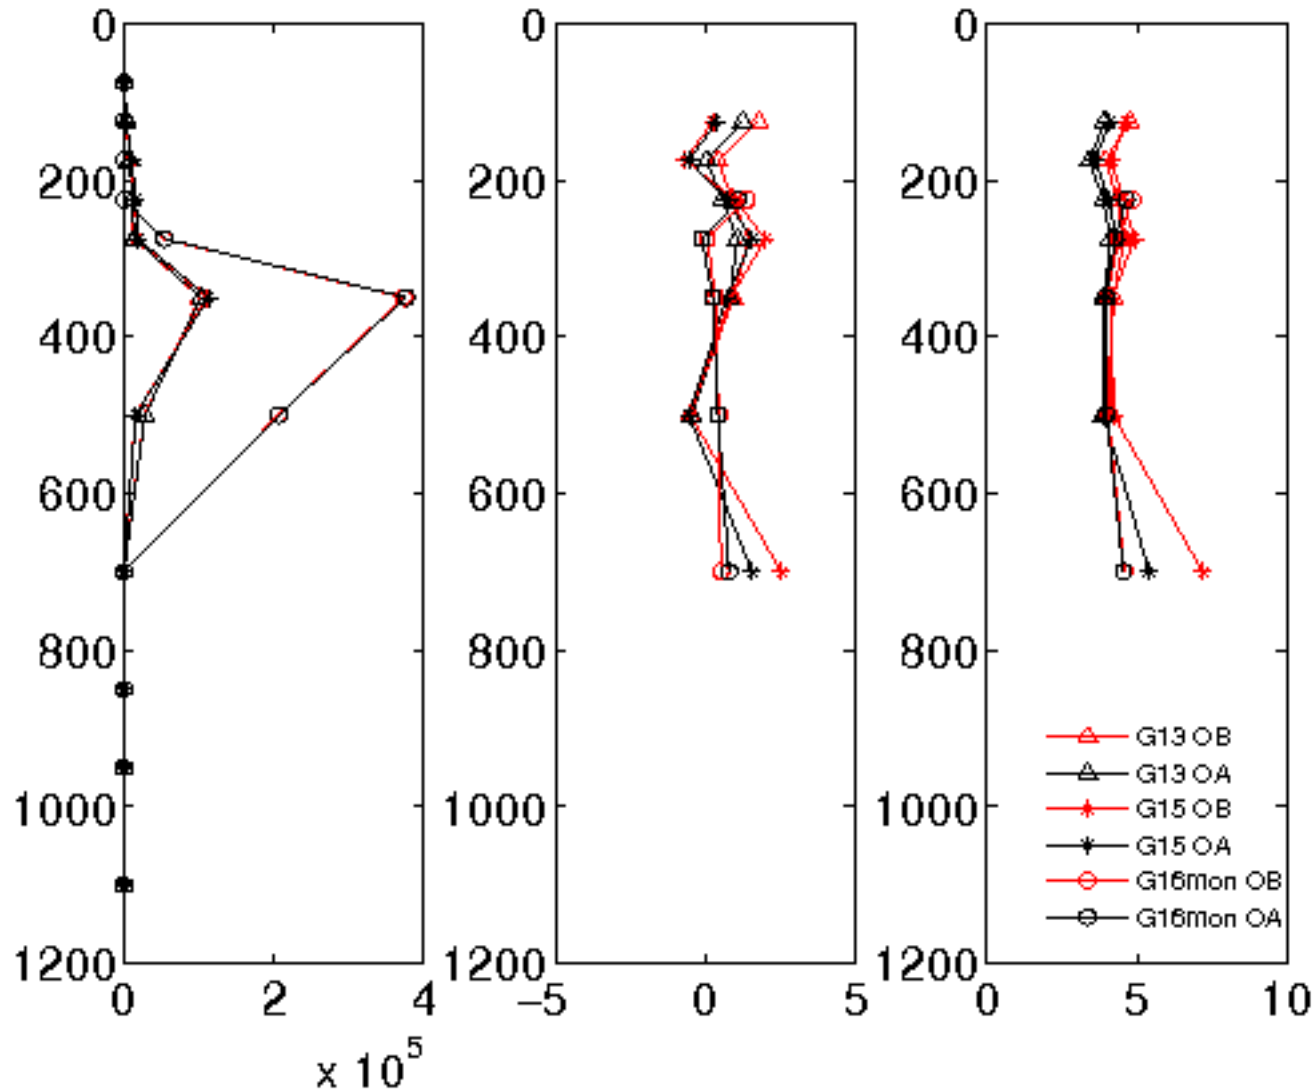 0 0 0
200 200 200
400 400 400
600 600 600
800 800 800
G13 OB
G13 OA
1000 1000 1000
G15 OB
G15 OA
G16mon OB
G16mon OA
1200 1200 1200
0 2 4 −5 0 5 0 5 10
x 10^5